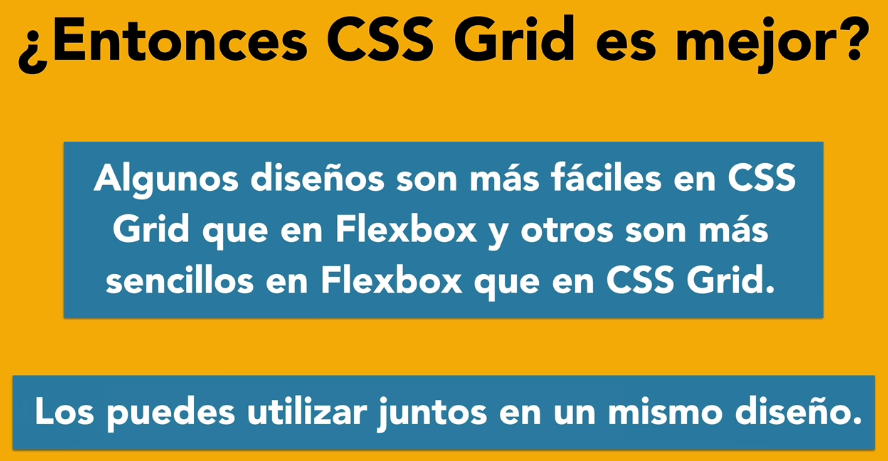 ¿Entonces CSS Grid es mejor?
Algunos diseños son más fáciles en CSS
Grid que en Flexbox y otros son más
sencillos en Flexbox que en CSS Grid.
Los puedes utilizar juntos en un mismo diseño.